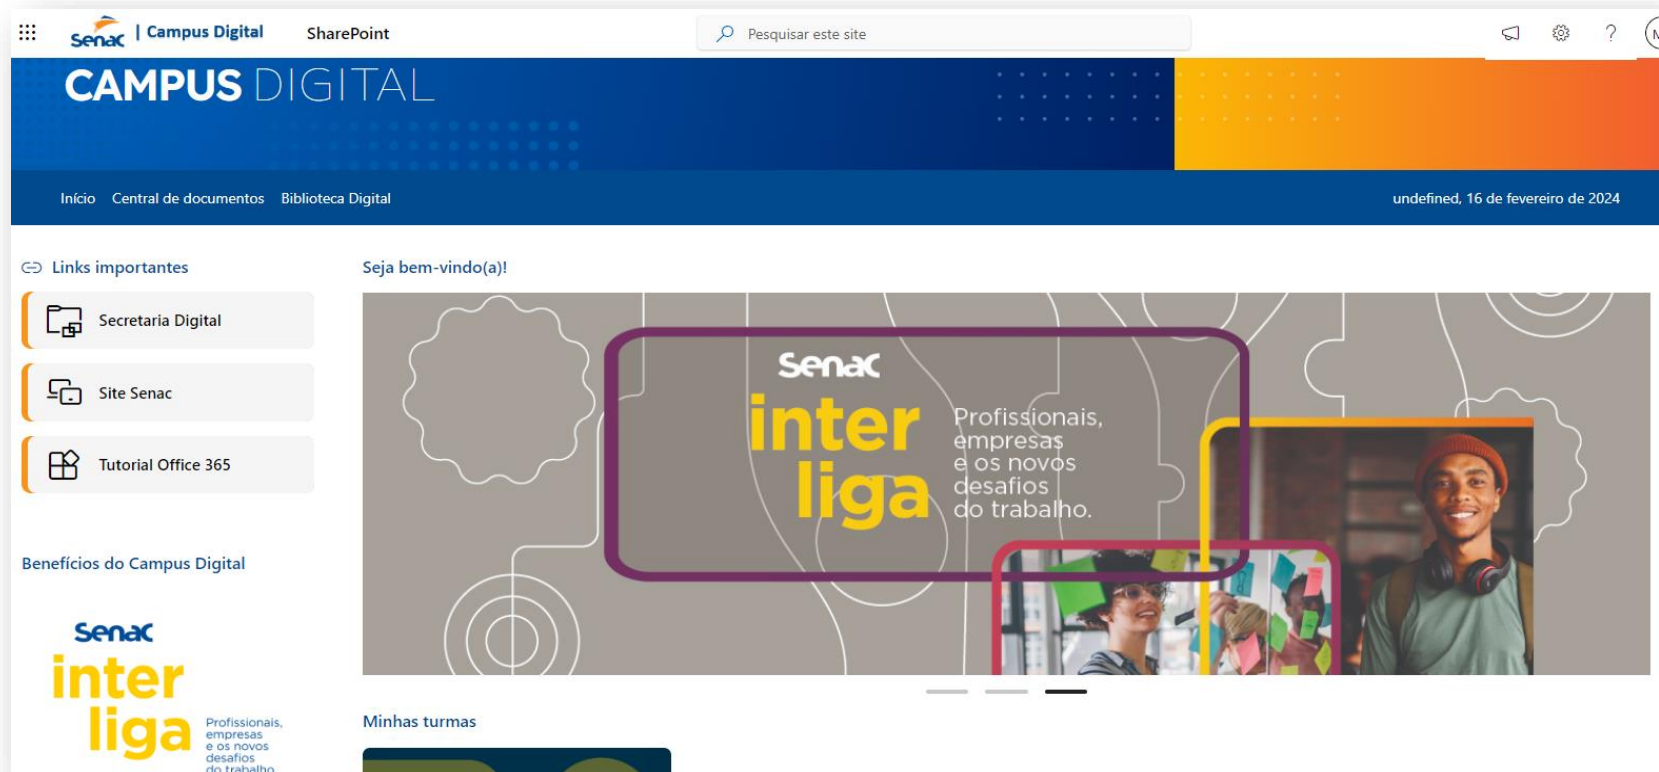 Senac | Campus Digital SharePoint Pesquisar este site ? M
CAMPUS DIGITAL
Início Central de documentos Biblioteca Digital undefined, 16 de fevereiro de 2024
Links importantes
Secretaria Digital
Site Senac
Tutorial Office 365
Benefícios do Campus Digital
Senac
inter
liga
Profissionais,
empresas
e os novos
desafios
do trabalho.
Seja bem-vindo(a)!
Senac
inter
liga
Profissionais,
empresas
e os novos
desafios
do trabalho.
Minhas turmas